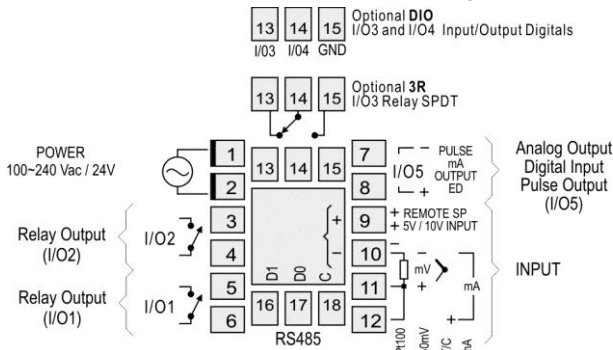 13 14 15 Optional DIO
I/O3 and I/O4 Input/Output Digitals
I/03 I/04 GND
13 14 15 Optional 3R
I/O3 Relay SPDT
POWER
100~240 Vac / 24V
1
2
13 14 15
7
8
I/O5
PULSE
mA
OUTPUT
ED
Analog Output
Digital Input
Pulse Output
(I/O5)
Relay Output
(I/O2)
I/O2
3
4
+
−
9
10
+ REMOTE SP
+ 5V / 10V INPUT
−
INPUT
Relay Output
(I/O1)
I/O1
5
6
D1 D0 C
16 17 18
RS485
11
12
mV
+
mA
+
Pt100
T/C